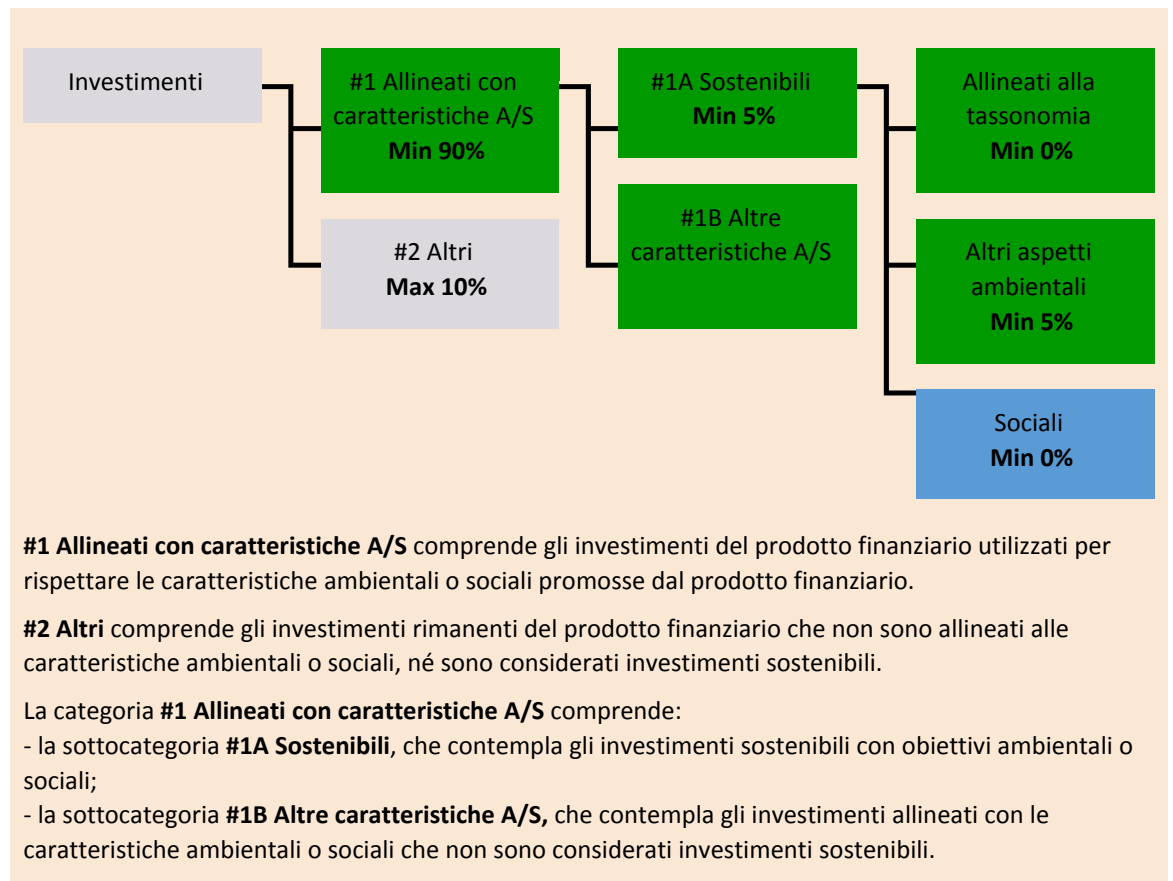 Investimenti
#1 Allineati con
caratteristiche A/S
Min 90%
#2 Altri
Max 10%
#1A Sostenibili
Min 5%
#1B Altre
caratteristiche A/S
Allineati alla
tassonomia
Min 0%
Altri aspetti
ambientali
Min 5%
Sociali
Min 0%
#1 Allineati con caratteristiche A/S comprende gli investimenti del prodotto finanziario utilizzati per
rispettare le caratteristiche ambientali o sociali promosse dal prodotto finanziario.
#2 Altri comprende gli investimenti rimanenti del prodotto finanziario che non sono allineati alle
caratteristiche ambientali o sociali, né sono considerati investimenti sostenibili.
La categoria #1 Allineati con caratteristiche A/S comprende:
- la sottocategoria #1A Sostenibili, che contempla gli investimenti sostenibili con obiettivi ambientali o
sociali;
- la sottocategoria #1B Altre caratteristiche A/S, che contempla gli investimenti allineati con le
caratteristiche ambientali o sociali che non sono considerati investimenti sostenibili.